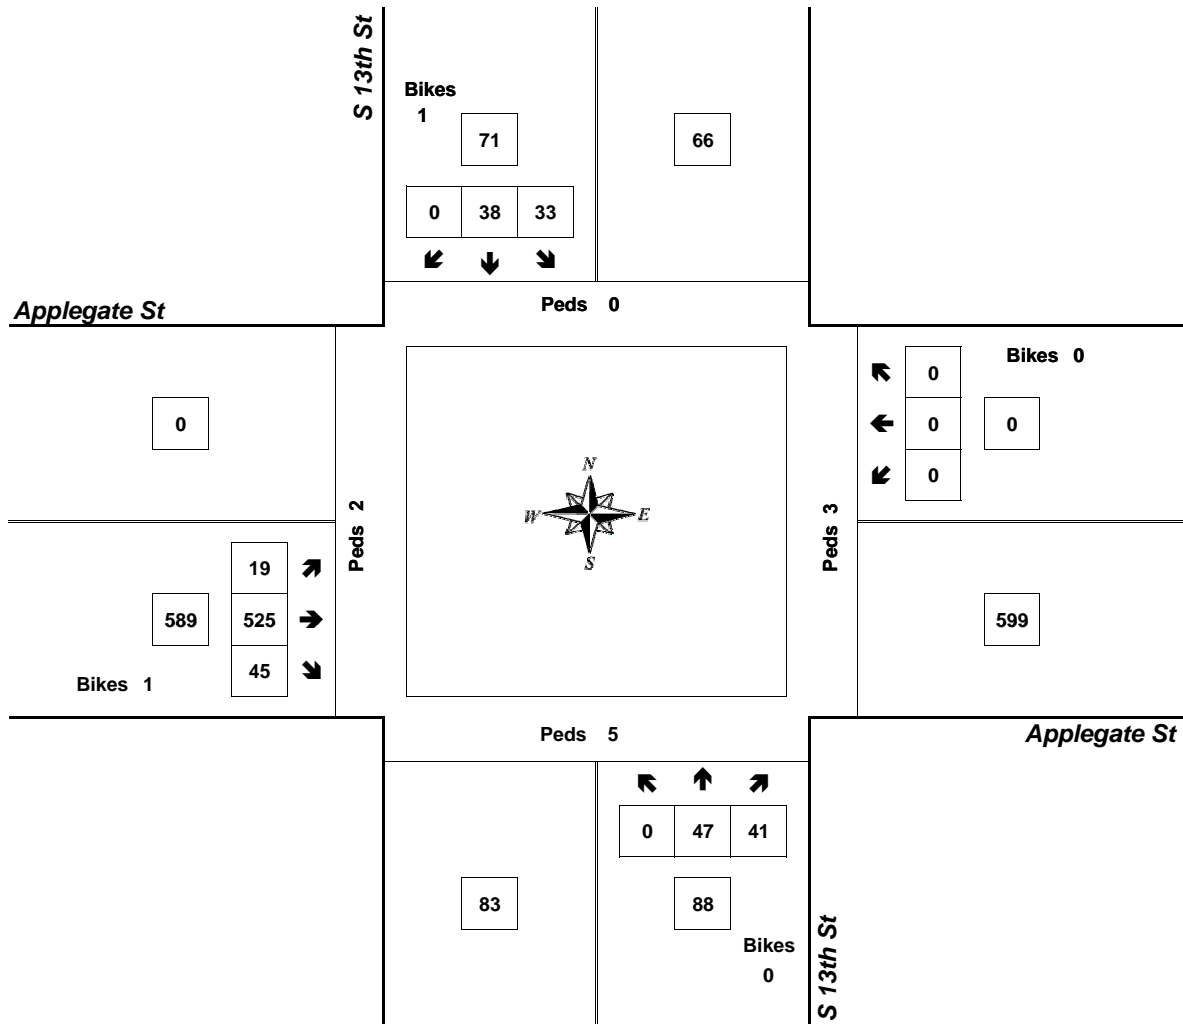 S 13th St
Bikes
1
71
66
0 38 33
Peds 0
Applegate St
Bikes 0
0
0
0
0
0
N
W E
S
Peds 2
Peds 3
19
589 525
45
Bikes 1
599
Peds 5
Applegate St
0 47 41
83
88
Bikes
0
S 13th St